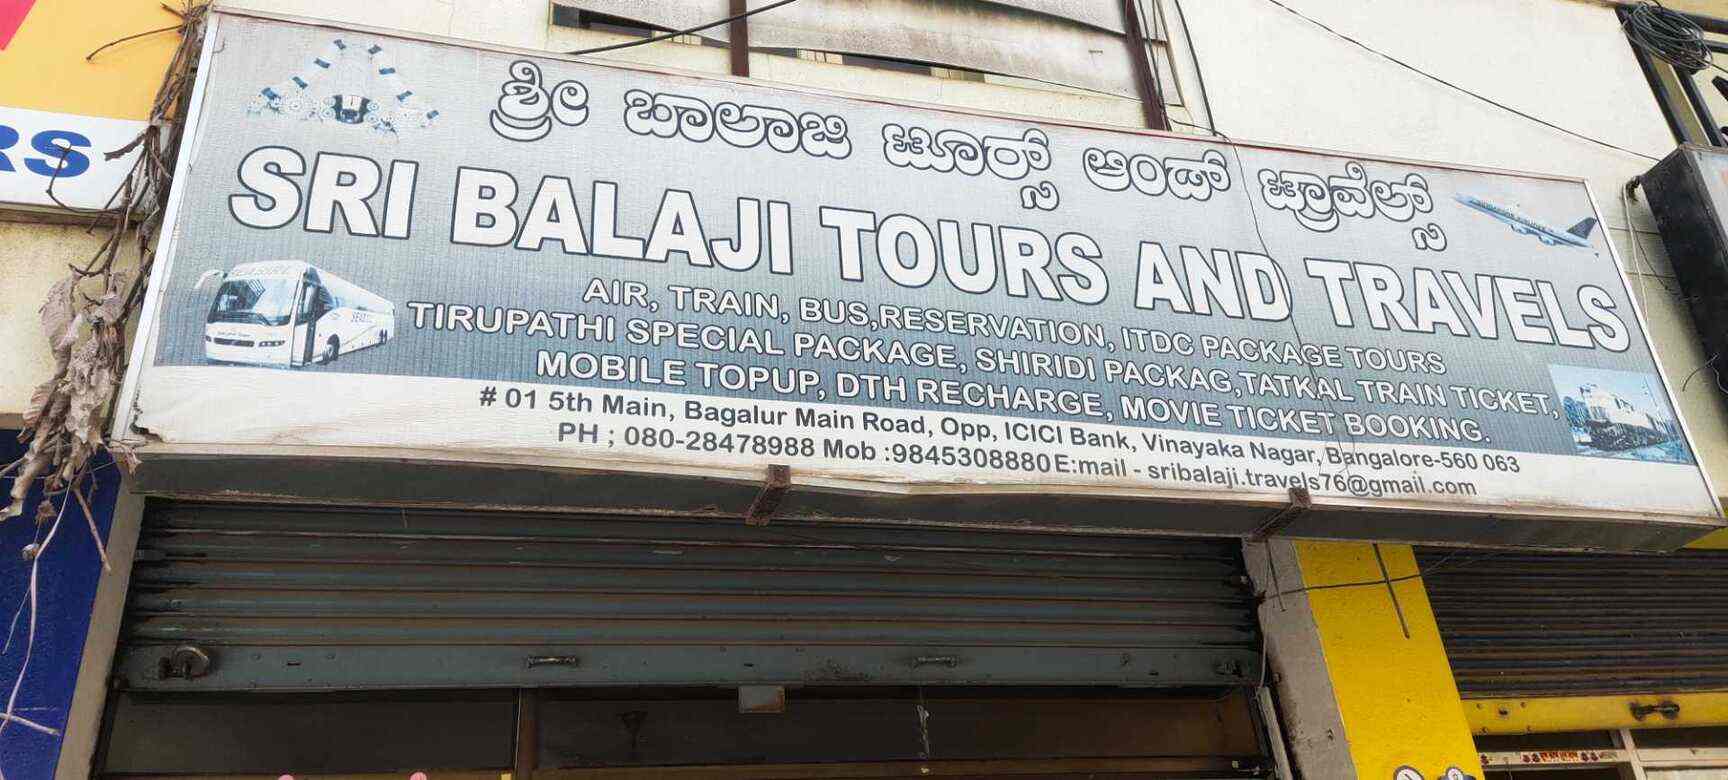 RS
ಶ್ರೀ ಬಾಲಾಜಿ ಟೂರ್ಸ್ ಆಂಡ್ ಟ್ರಾವೆಲ್ಸ್
SRI BALAJI TOURS AND TRAVELS
AIR, TRAIN, BUS,RESERVATION, ITDC PACKAGE TOURS
TIRUPATHI SPECIAL PACKAGE, SHIRIDI PACKAG,TATKAL TRAIN TICKET,
MOBILE TOPUP, DTH RECHARGE, MOVIE TICKET BOOKING.
# 01 5th Main, Bagalur Main Road, Opp, ICICI Bank, Vinayaka Nagar, Bangalore-560 063
PH ; 080-28478988 Mob :9845308880 E:mail - sribalaji.travels76@gmail.com